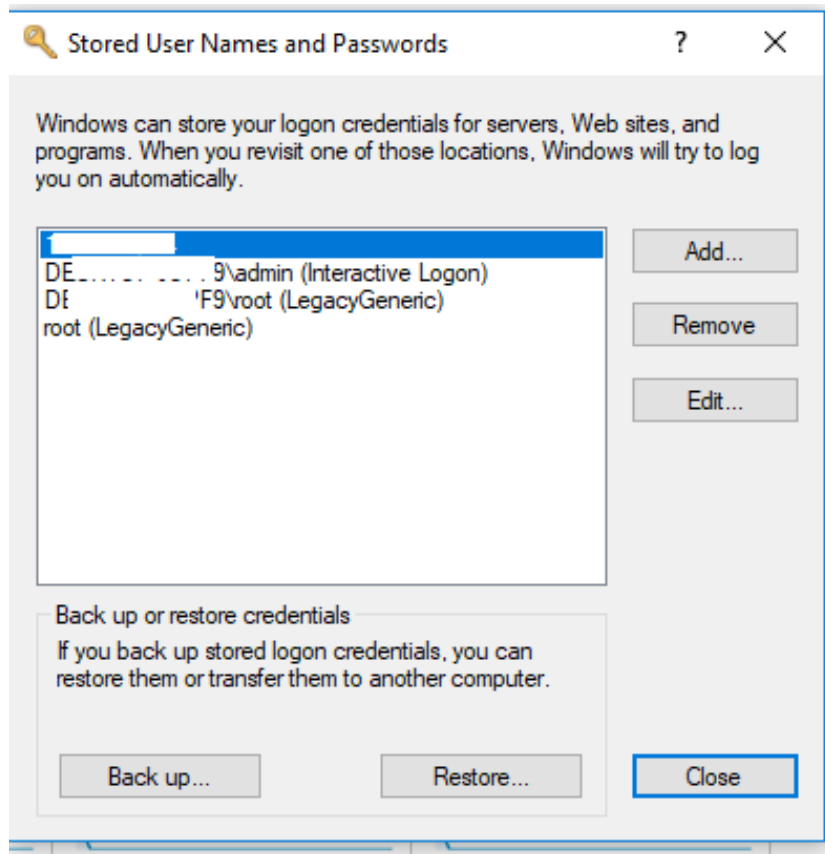 Stored User Names and Passwords
Windows can store your logon credentials for servers, Web sites, and
programs. When you revisit one of those locations, Windows will try to log
you on automatically.
9\admin (Interactive Logon)
F9\root (LegacyGeneric)
root (LegacyGeneric)
Add...
Remove
Edit...
Back up or restore credentials
If you back up stored logon credentials, you can
restore them or transfer them to another computer.
Back up...
Restore...
Close